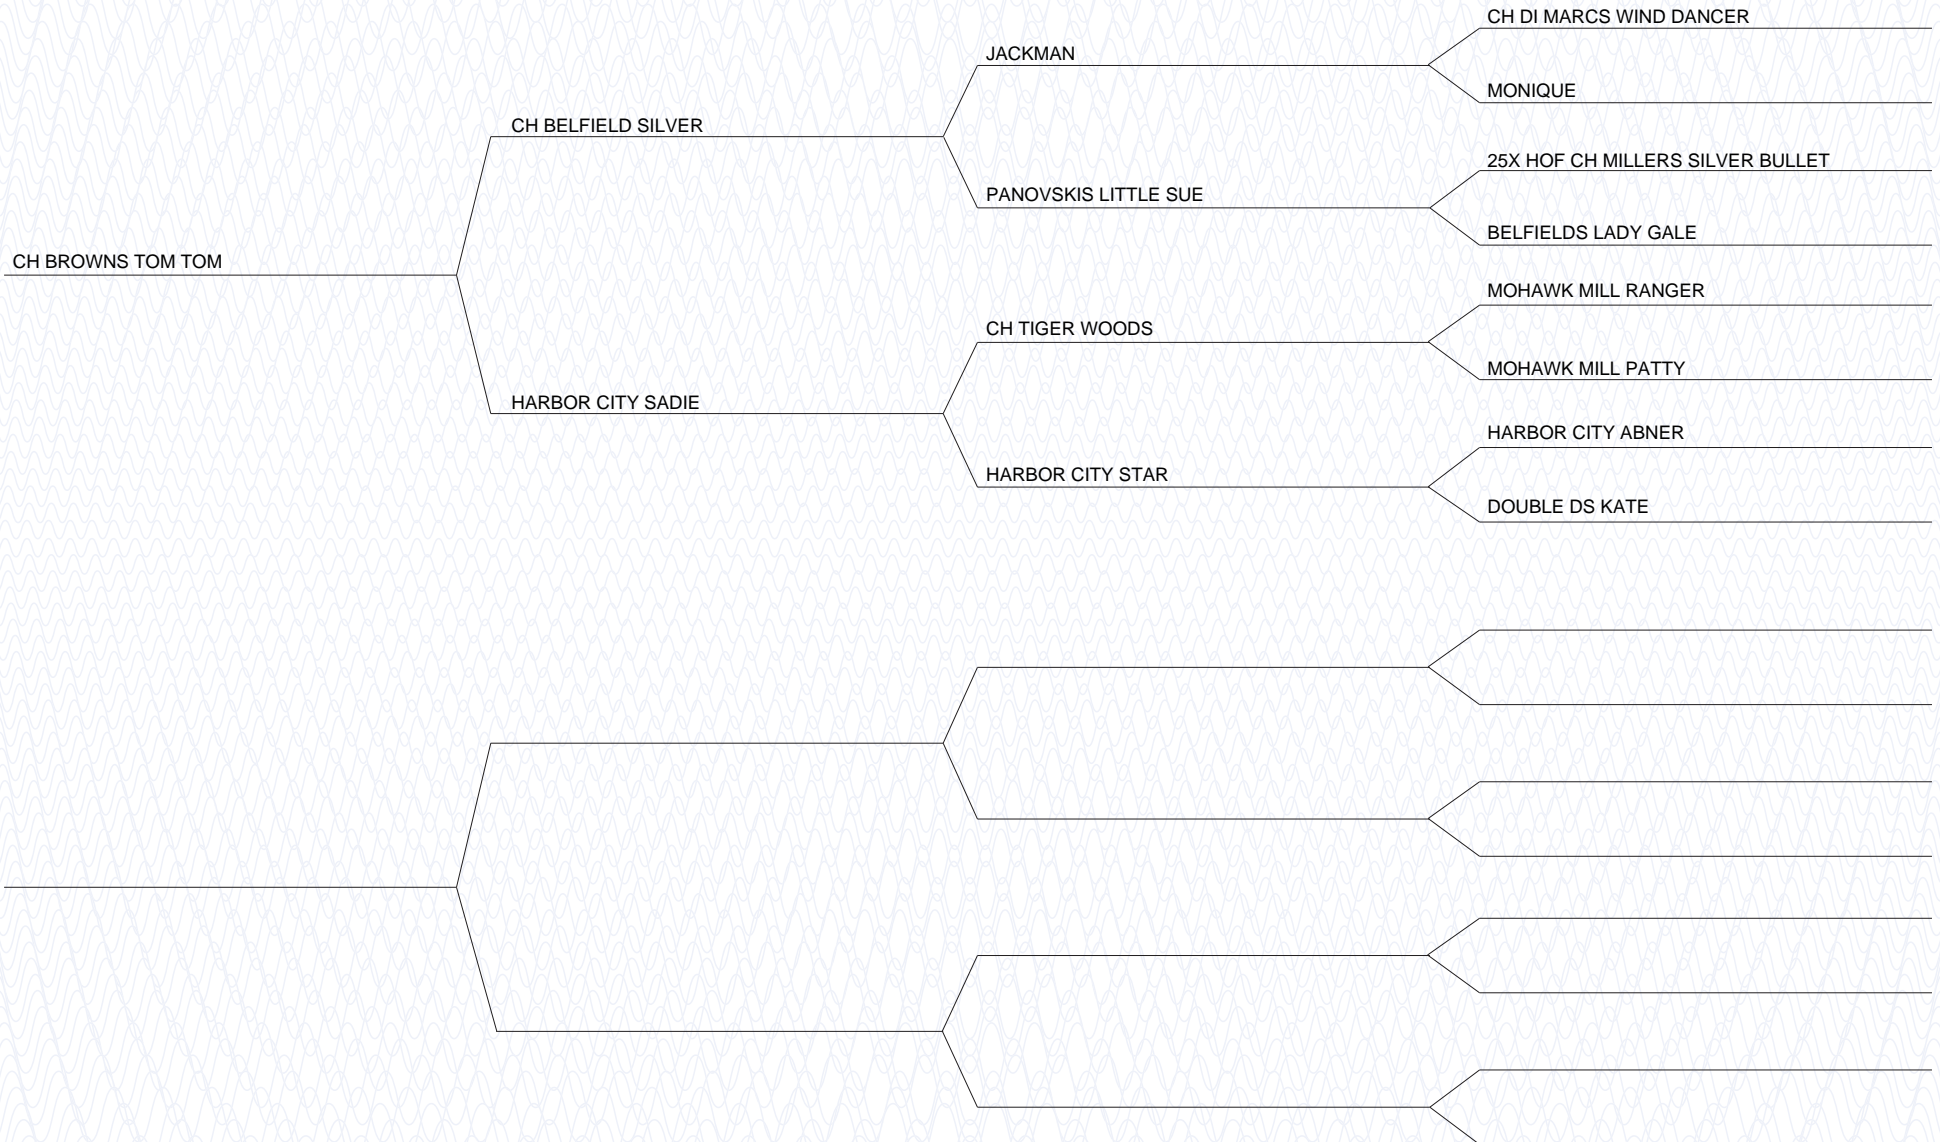 CH DI MARCS WIND DANCER
JACKMAN
MONIQUE
CH BELFIELD SILVER
25X HOF CH MILLERS SILVER BULLET
PANOVSKIS LITTLE SUE
BELFIELDS LADY GALE
CH BROWNS TOM TOM
MOHAWK MILL RANGER
CH TIGER WOODS
MOHAWK MILL PATTY
HARBOR CITY SADIE
HARBOR CITY ABNER
HARBOR CITY STAR
DOUBLE DS KATE